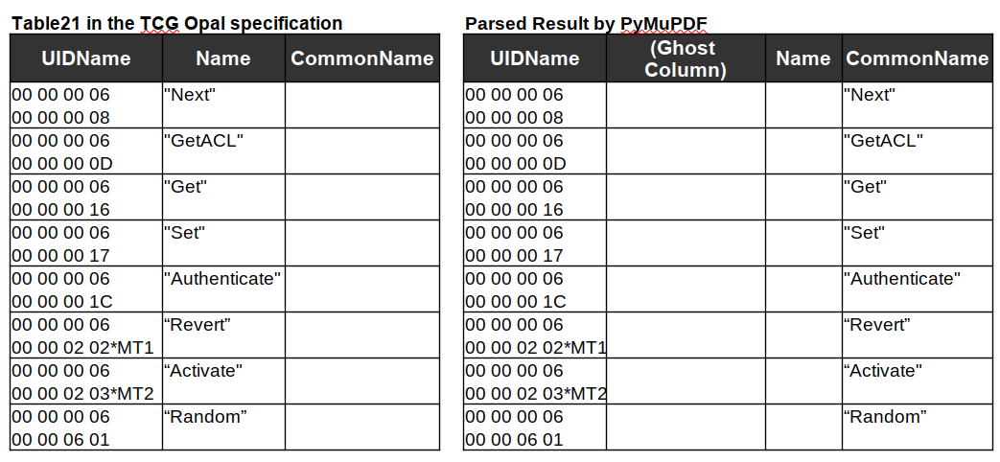 Table21 in the TCG Opal specification
UIDName Name CommonName
00 00 00 06 "Next"
00 00 00 08
00 00 00 06 "GetACL"
00 00 00 0D
00 00 00 06 "Get"
00 00 00 16
00 00 00 06 "Set"
00 00 00 17
00 00 00 06 "Authenticate"
00 00 00 1C
00 00 00 06 “Revert”
00 00 02 02*MT1
00 00 00 06 “Activate"
00 00 02 03*MT2
00 00 00 06 “Random”
00 00 06 01
Parsed Result by PyMuPDF
UIDName (Ghost Name CommonName
Column)
00 00 00 06 "Next"
00 00 00 08
00 00 00 06 "GetACL"
00 00 00 0D
00 00 00 06 "Get"
00 00 00 16
00 00 00 06 "Set"
00 00 00 17
00 00 00 06 "Authenticate"
00 00 00 1C
00 00 00 06 “Revert”
00 00 02 02*MT1
00 00 00 06 “Activate"
00 00 02 03*MT2
00 00 00 06 “Random”
00 00 06 01